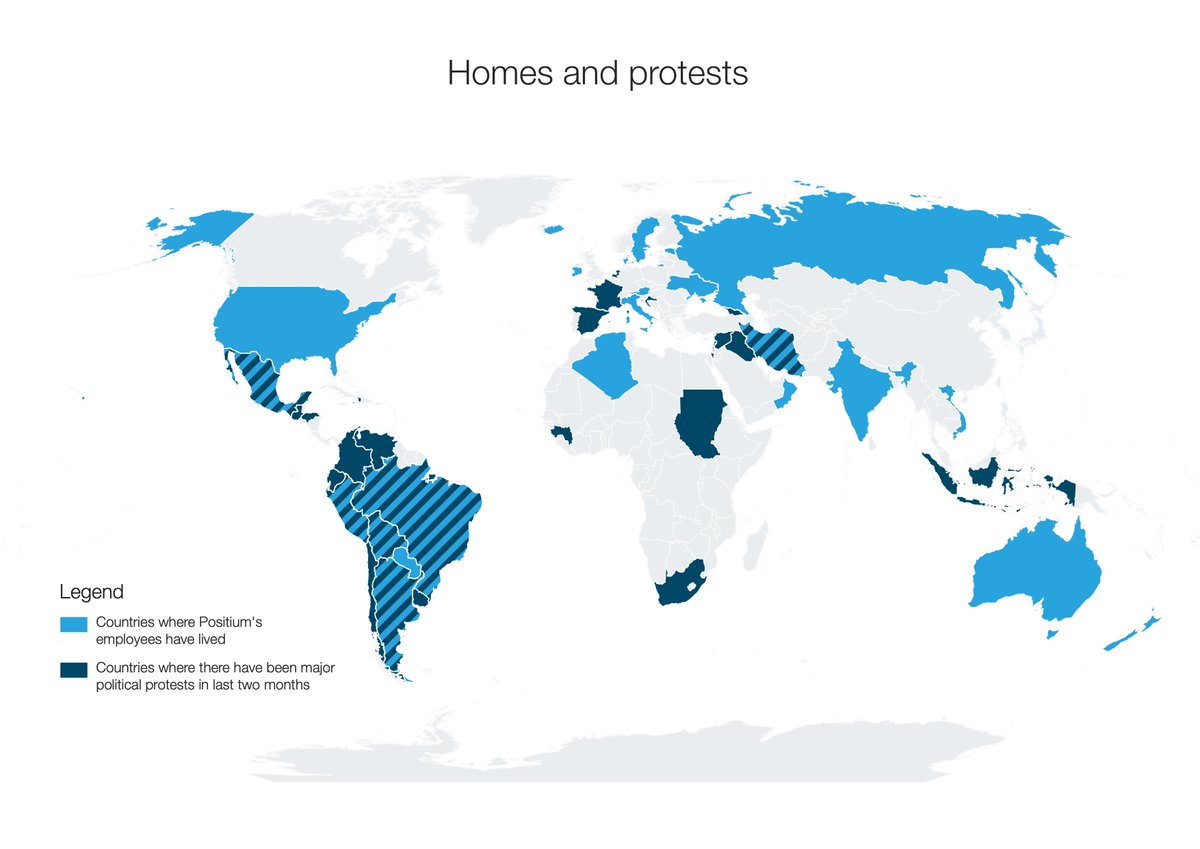 Homes and protests
Legend
Countries where Positium's
employees have lived
Countries where there have been major
political protests in last two months